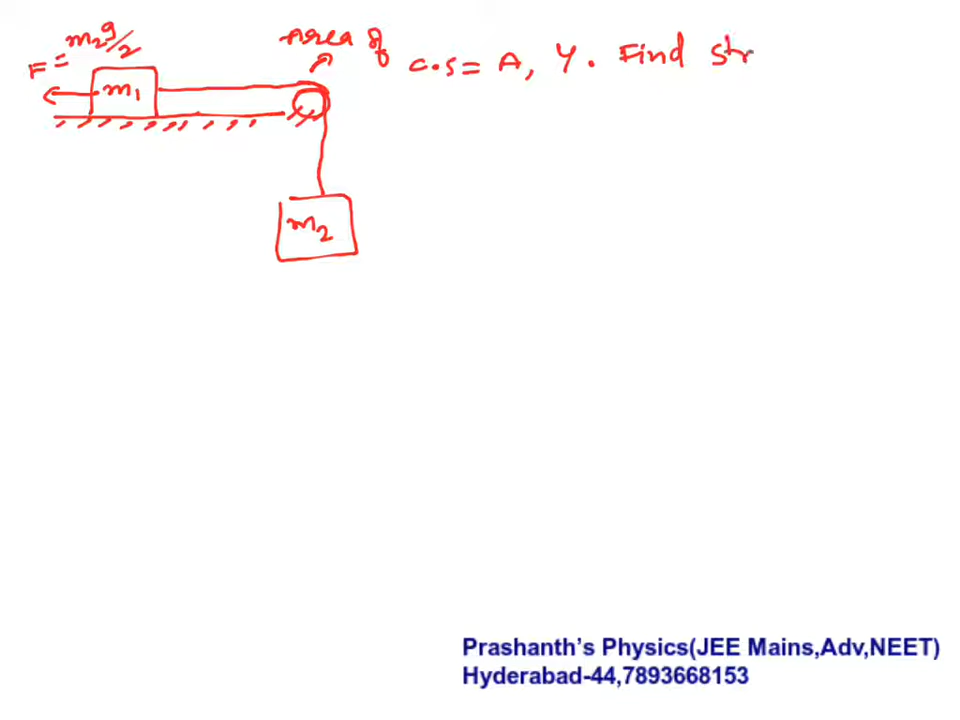 F = m₂g/2
Area of c.s = A, Y. Find Str
m₁
m₂
Prashanth's Physics(JEE Mains,Adv,NEET)
Hyderabad-44,7893668153